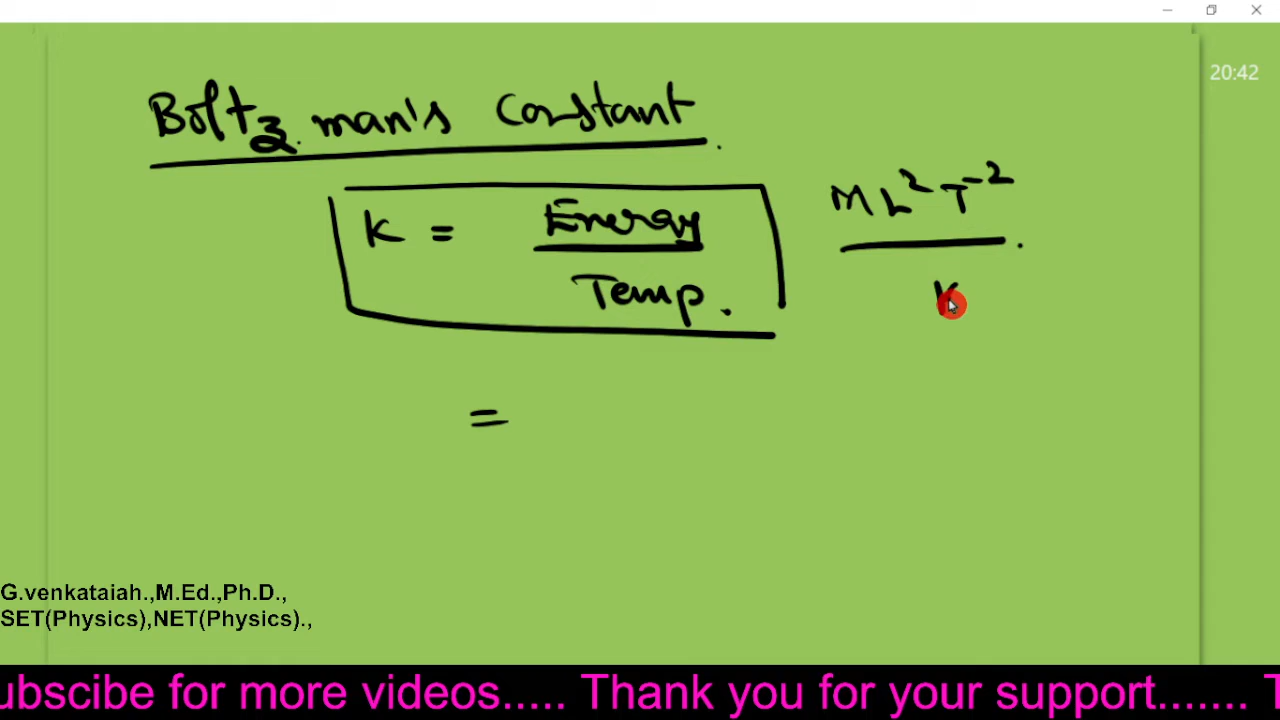 20:42
Boltzman's Constant.
K = Energy / Temp.
ML²T⁻² / K
=
G.venkataiah.,M.Ed.,Ph.D.,
SET(Physics),NET(Physics).,
ubscibe for more videos..... Thank you for your support....... T